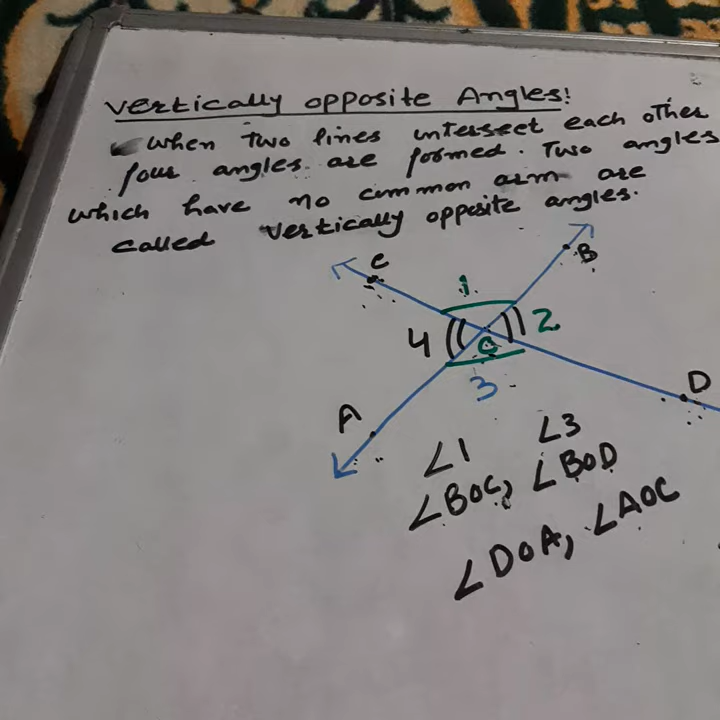 Vertically opposite Angles:
when two lines intersect each other
four angles are formed. Two angles
which have no common arm are
called vertically opposite angles.
C
B
1
4
2
O
3
D
A
∠1 ∠3
∠BOC, ∠BOD
∠DOA, ∠AOC